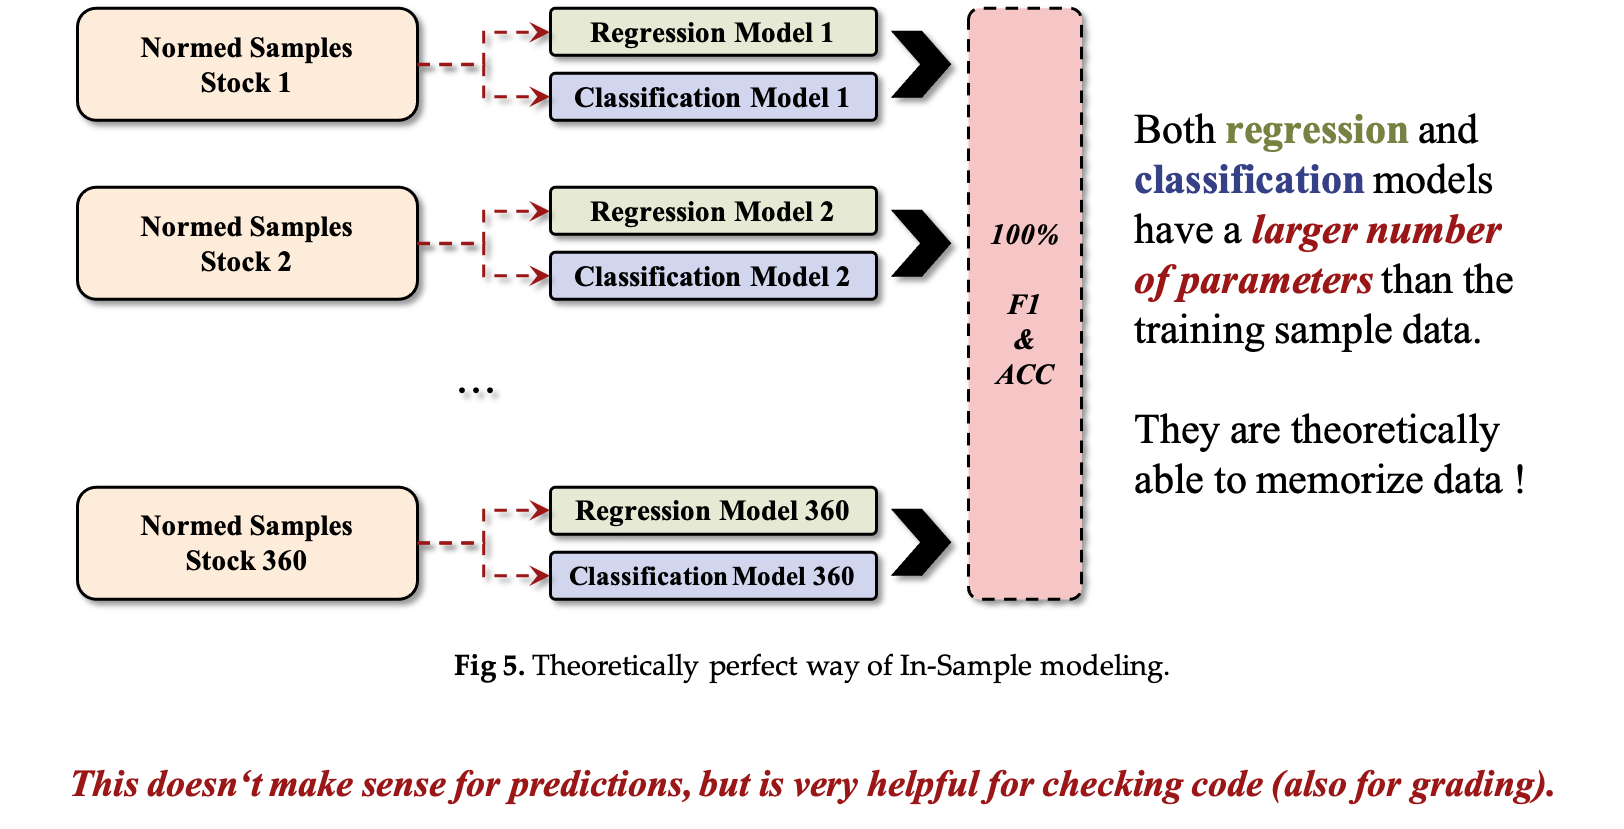 Normed Samples
Stock 1
Regression Model 1
Classification Model 1
Normed Samples
Stock 2
Regression Model 2
Classification Model 2
...
Normed Samples
Stock 360
Regression Model 360
Classification Model 360
100%
F1
&
ACC
Both regression and
classification models
have a larger number
of parameters than the
training sample data.
They are theoretically
able to memorize data !
Fig 5. Theoretically perfect way of In-Sample modeling.
This doesn‘t make sense for predictions, but is very helpful for checking code (also for grading).